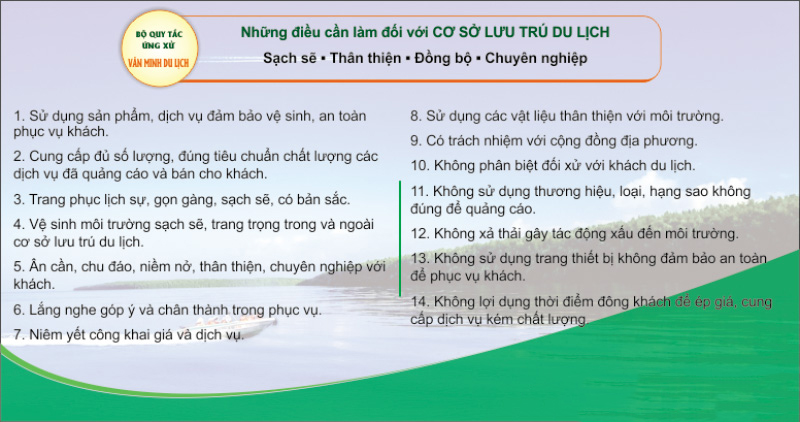 BỘ QUY TẮC
ỨNG XỬ
VĂN MINH DU LỊCH
Những điều cần làm đối với CƠ SỞ LƯU TRÚ DU LỊCH
Sạch sẽ ▪ Thân thiện ▪ Đồng bộ ▪ Chuyên nghiệp
1. Sử dụng sản phẩm, dịch vụ đảm bảo vệ sinh, an toàn
phục vụ khách.
2. Cung cấp đủ số lượng, đúng tiêu chuẩn chất lượng các
dịch vụ đã quảng cáo và bán cho khách.
3. Trang phục lịch sự, gọn gàng, sạch sẽ, có bản sắc.
4. Vệ sinh môi trường sạch sẽ, trang trọng trong và ngoài
cơ sở lưu trú du lịch.
5. Ân cần, chu đáo, niềm nở, thân thiện, chuyên nghiệp với
khách.
6. Lắng nghe góp ý và chân thành trong phục vụ.
7. Niêm yết công khai giá và dịch vụ.
8. Sử dụng các vật liệu thân thiện với môi trường.
9. Có trách nhiệm với cộng đồng địa phương.
10. Không phân biệt đối xử với khách du lịch.
11. Không sử dụng thương hiệu, loại, hạng sao không
đúng để quảng cáo.
12. Không xả thải gây tác động xấu đến môi trường.
13. Không sử dụng trang thiết bị không đảm bảo an toàn
để phục vụ khách.
14. Không lợi dụng thời điểm đông khách để ép giá, cung
cấp dịch vụ kém chất lượng.